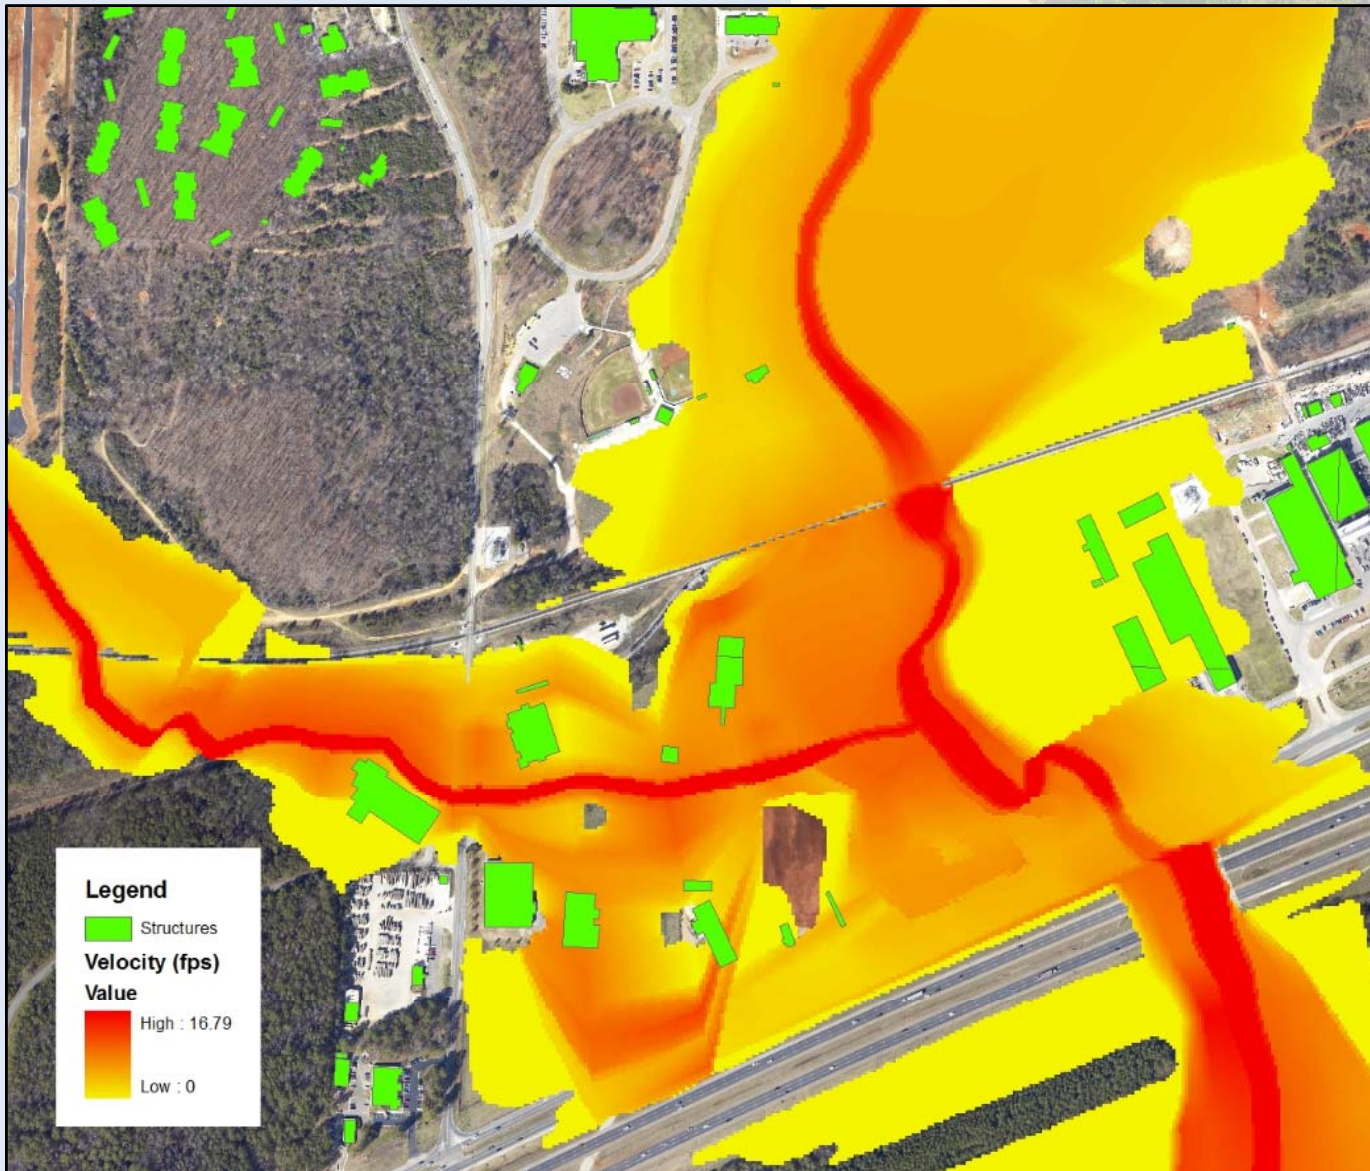 Legend
Structures
Velocity (fps)
Value
High : 16.79
Low : 0